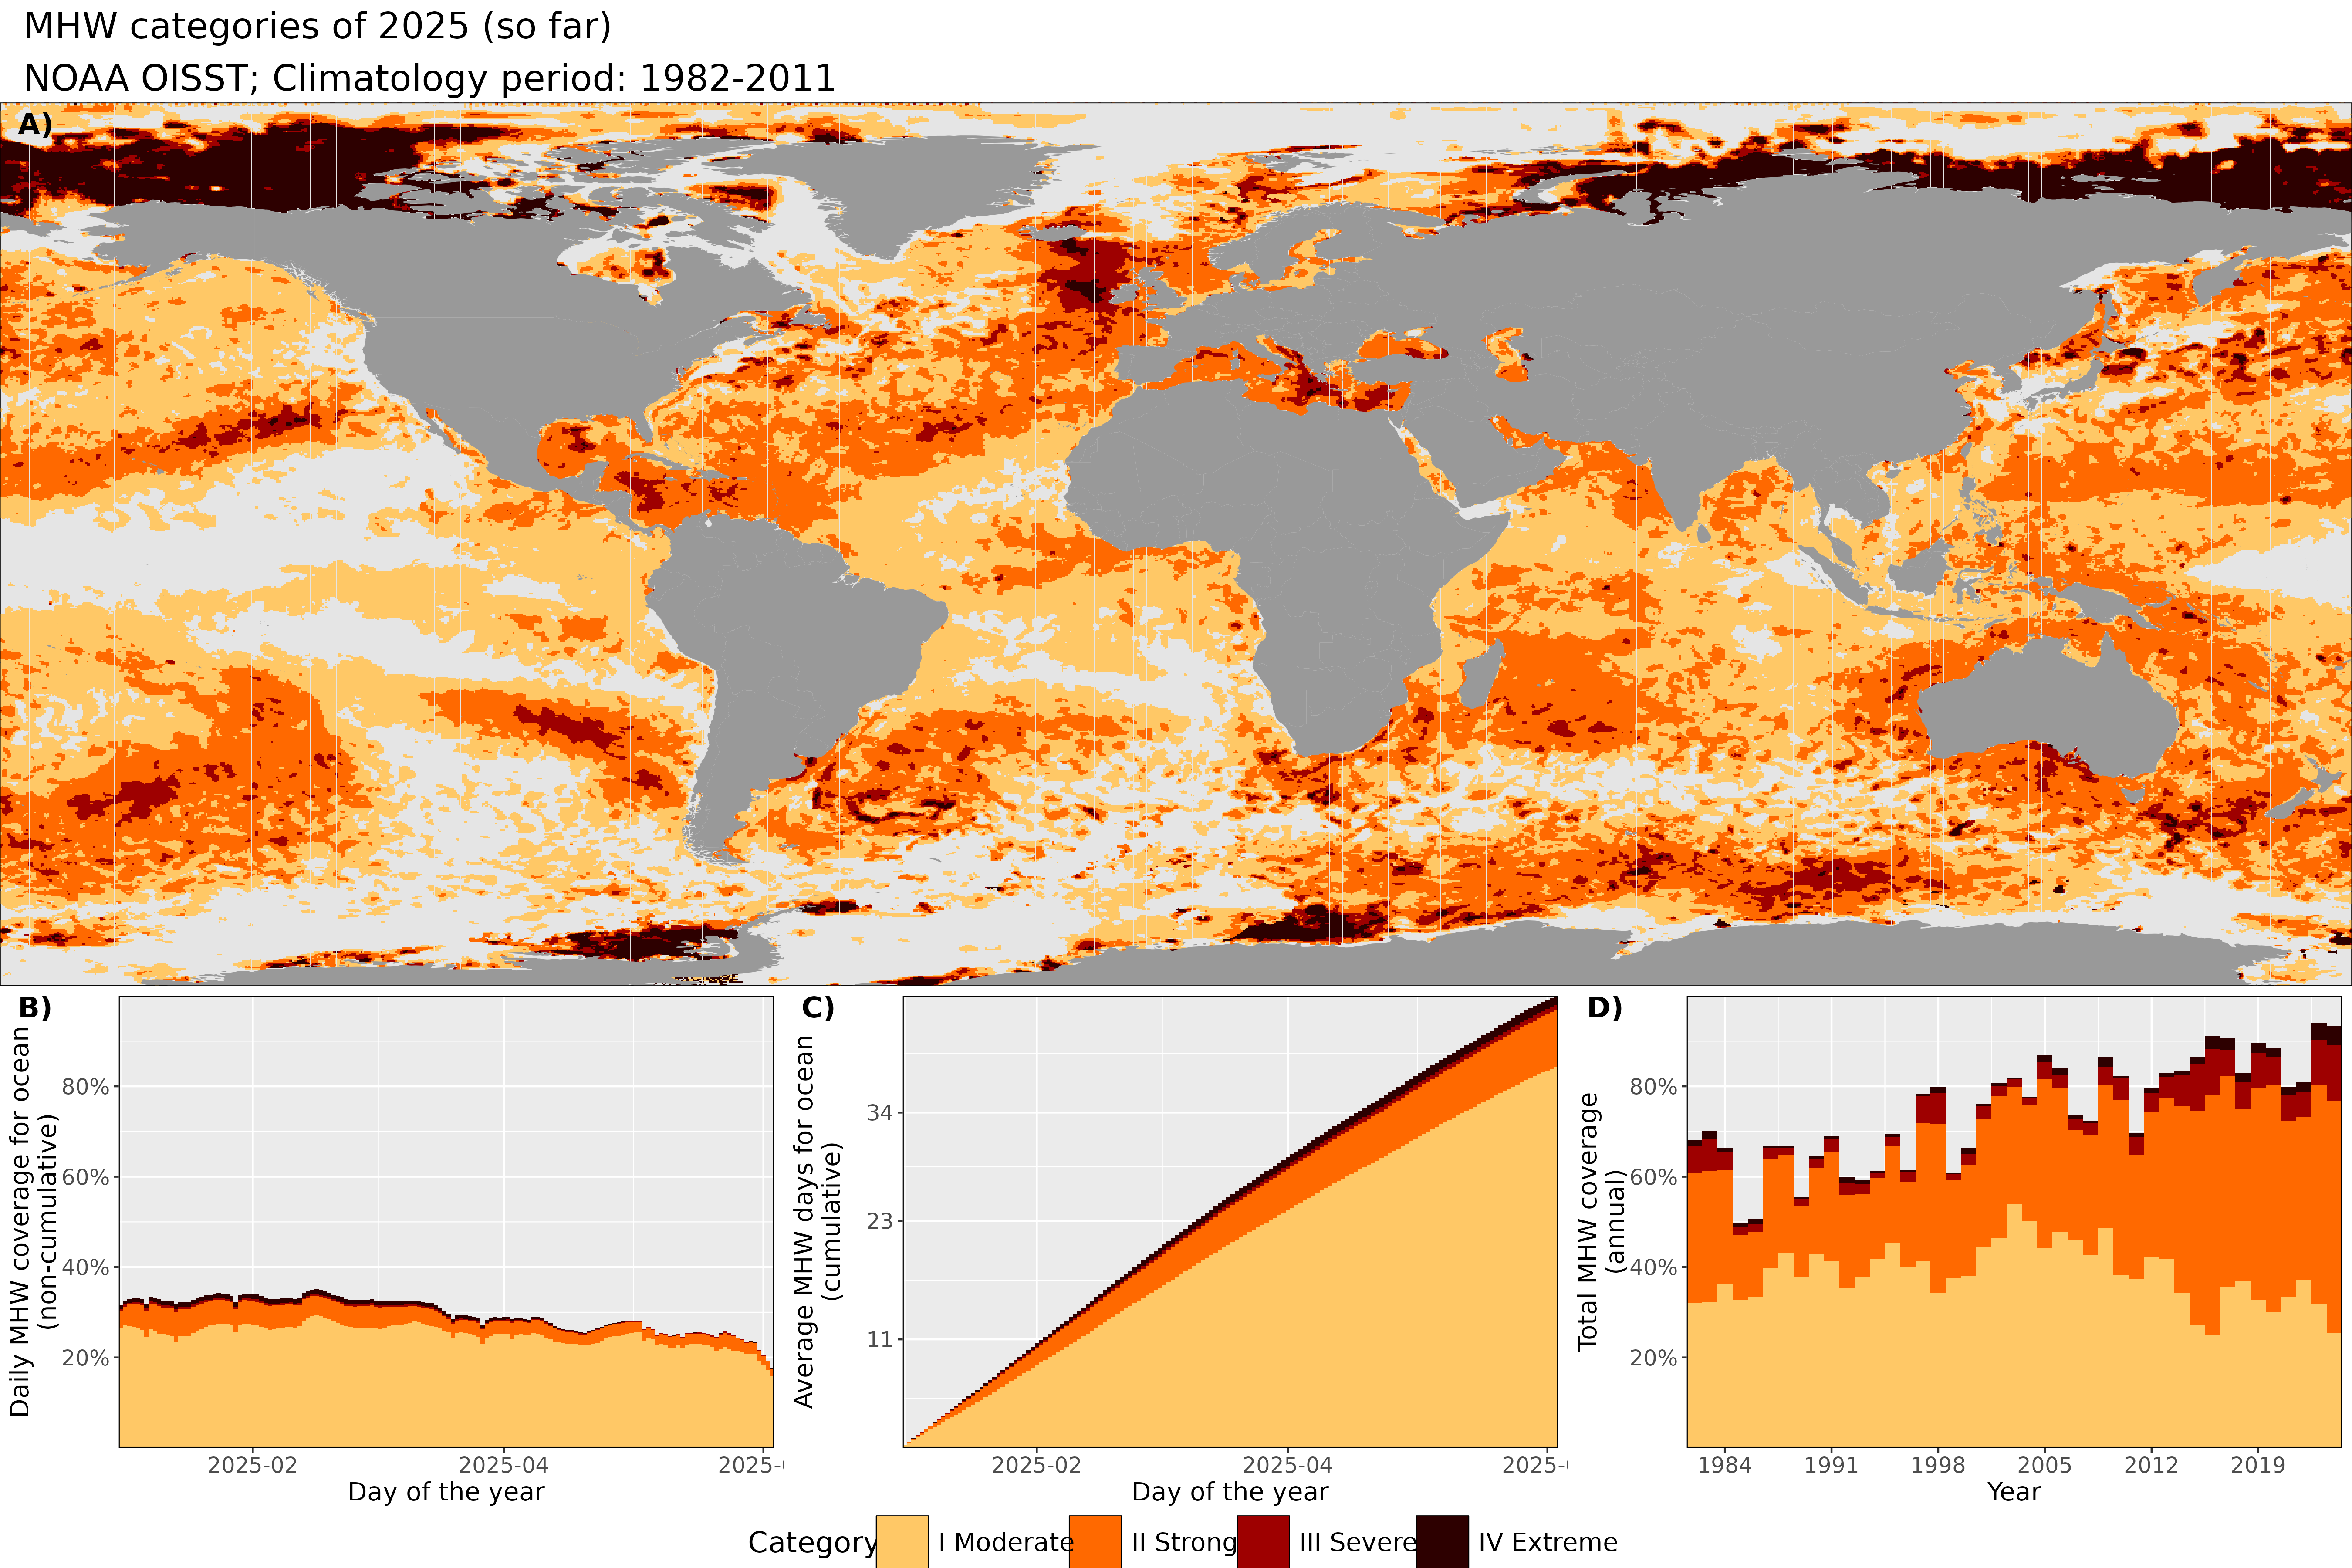 MHW categories of 2025 (so far)
NOAA OISST; Climatology period: 1982-2011
A)
B)
Daily MHW coverage for ocean
(non-cumulative)
80%
60%
40%
20%
2025-02
2025-04
2025-
Day of the year
C)
Average MHW days for ocean
(cumulative)
34
23
11
2025-02
2025-04
2025-
Day of the year
D)
Total MHW coverage
(annual)
80%
60%
40%
20%
1984
1991
1998
2005
2012
2019
Year
Category
I Moderate
II Strong
III Severe
IV Extreme